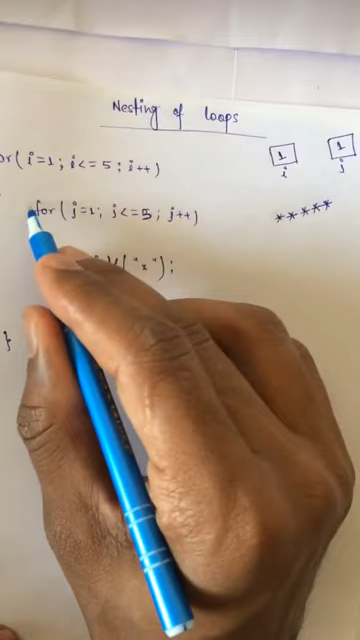 Nesting of loops
or(i=1; i<=5; i++)
1 1
i j
for(j=1; j<=5; j++)
*****
("*");
}